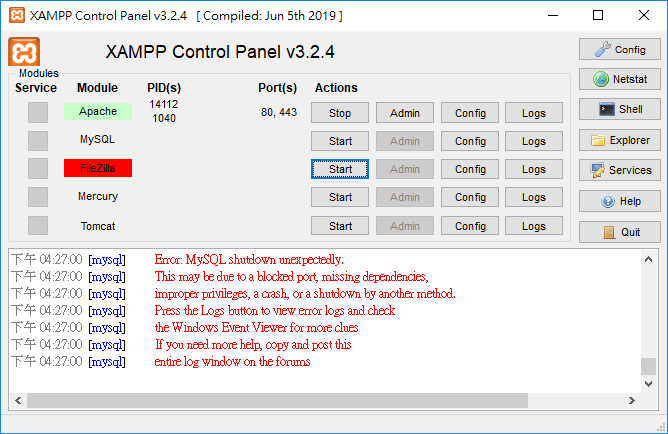 XAMPP Control Panel v3.2.4 [ Compiled: Jun 5th 2019 ]
XAMPP Control Panel v3.2.4
Config
Modules
Service Module PID(s) Port(s) Actions
Netstat
Apache 14112 1040 80, 443 Stop Admin Config Logs
Shell
MySQL Start Admin Config Logs
Explorer
FileZilla Start Admin Config Logs
Services
Mercury Start Admin Config Logs
Help
Tomcat Start Admin Config Logs
Quit
下午 04:27:00 [mysql] Error: MySQL shutdown unexpectedly.
下午 04:27:00 [mysql] This may be due to a blocked port, missing dependencies,
下午 04:27:00 [mysql] improper privileges, a crash, or a shutdown by another method.
下午 04:27:00 [mysql] Press the Logs button to view error logs and check
下午 04:27:00 [mysql] the Windows Event Viewer for more clues
下午 04:27:00 [mysql] If you need more help, copy and post this
下午 04:27:00 [mysql] entire log window on the forums